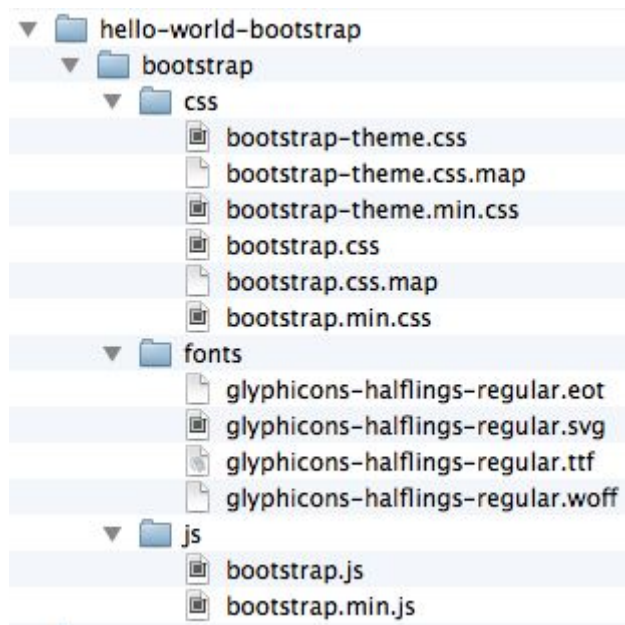 hello-world-bootstrap
bootstrap
css
bootstrap-theme.css
bootstrap-theme.css.map
bootstrap-theme.min.css
bootstrap.css
bootstrap.css.map
bootstrap.min.css
fonts
glyphicons-halflings-regular.eot
glyphicons-halflings-regular.svg
glyphicons-halflings-regular.ttf
glyphicons-halflings-regular.woff
js
bootstrap.js
bootstrap.min.js